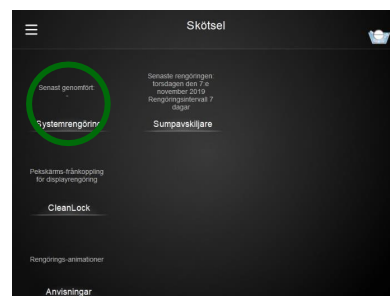 Skötsel
Senast genomfört:
-
Systemrengöring
Senaste rengöringen:
torsdagen den 7:e
november 2019
Rengöringsintervall 7
dagar
Sumpavskiljare
Pekskärms-frånkoppling
för displayrengöring
CleanLock
Rengörings-animationer
Anvisningar